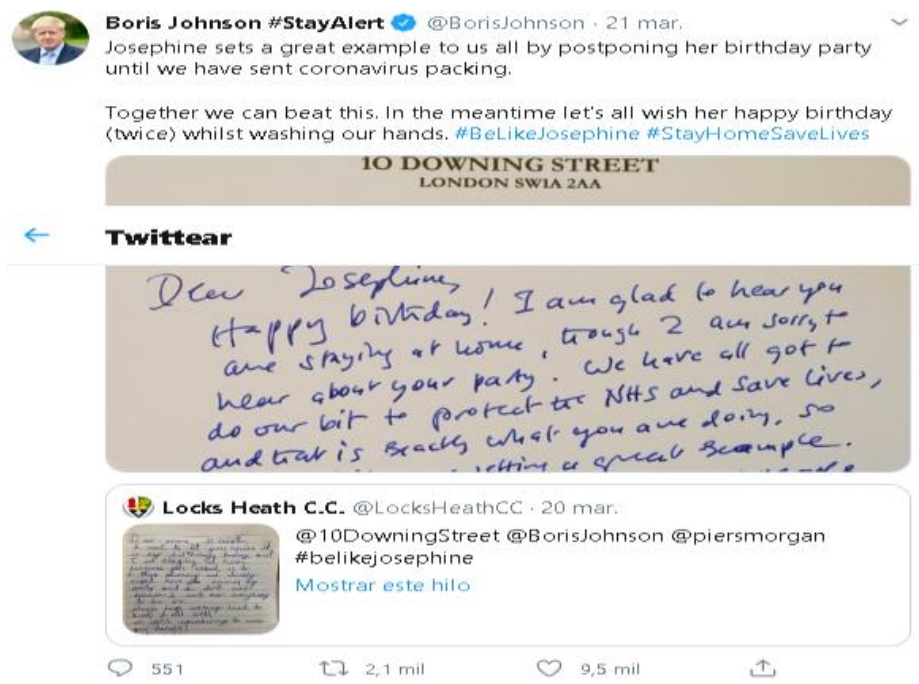 Boris Johnson #StayAlert @BorisJohnson · 21 mar.
Josephine sets a great example to us all by postponing her birthday party
until we have sent coronavirus packing.
Together we can beat this. In the meantime let's all wish her happy birthday
(twice) whilst washing our hands. #BeLikeJosephine #StayHomeSaveLives
10 DOWNING STREET
LONDON SW1A 2AA
Twittear
Dear Josephine,
Happy birthday! I am glad to hear you
are staying at home, though I am sorry to
hear about your party. We have all got to
do our bit to protect the NHS and save lives,
and that is exactly what you are doing, so
setting a great example.
Locks Heath C.C. @LocksHeathCC · 20 mar.
@10DowningStreet @BorisJohnson @piersmorgan
#belikejosephine
Mostrar este hilo
551 2,1 mil 9,5 mil